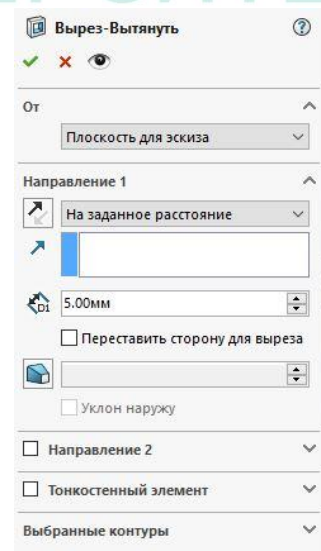 Вырез-Вытянуть
От
Плоскость для эскиза
Направление 1
На заданное расстояние
D1
5.00мм
Переставить сторону для выреза
Уклон наружу
Направление 2
Тонкостенный элемент
Выбранные контуры